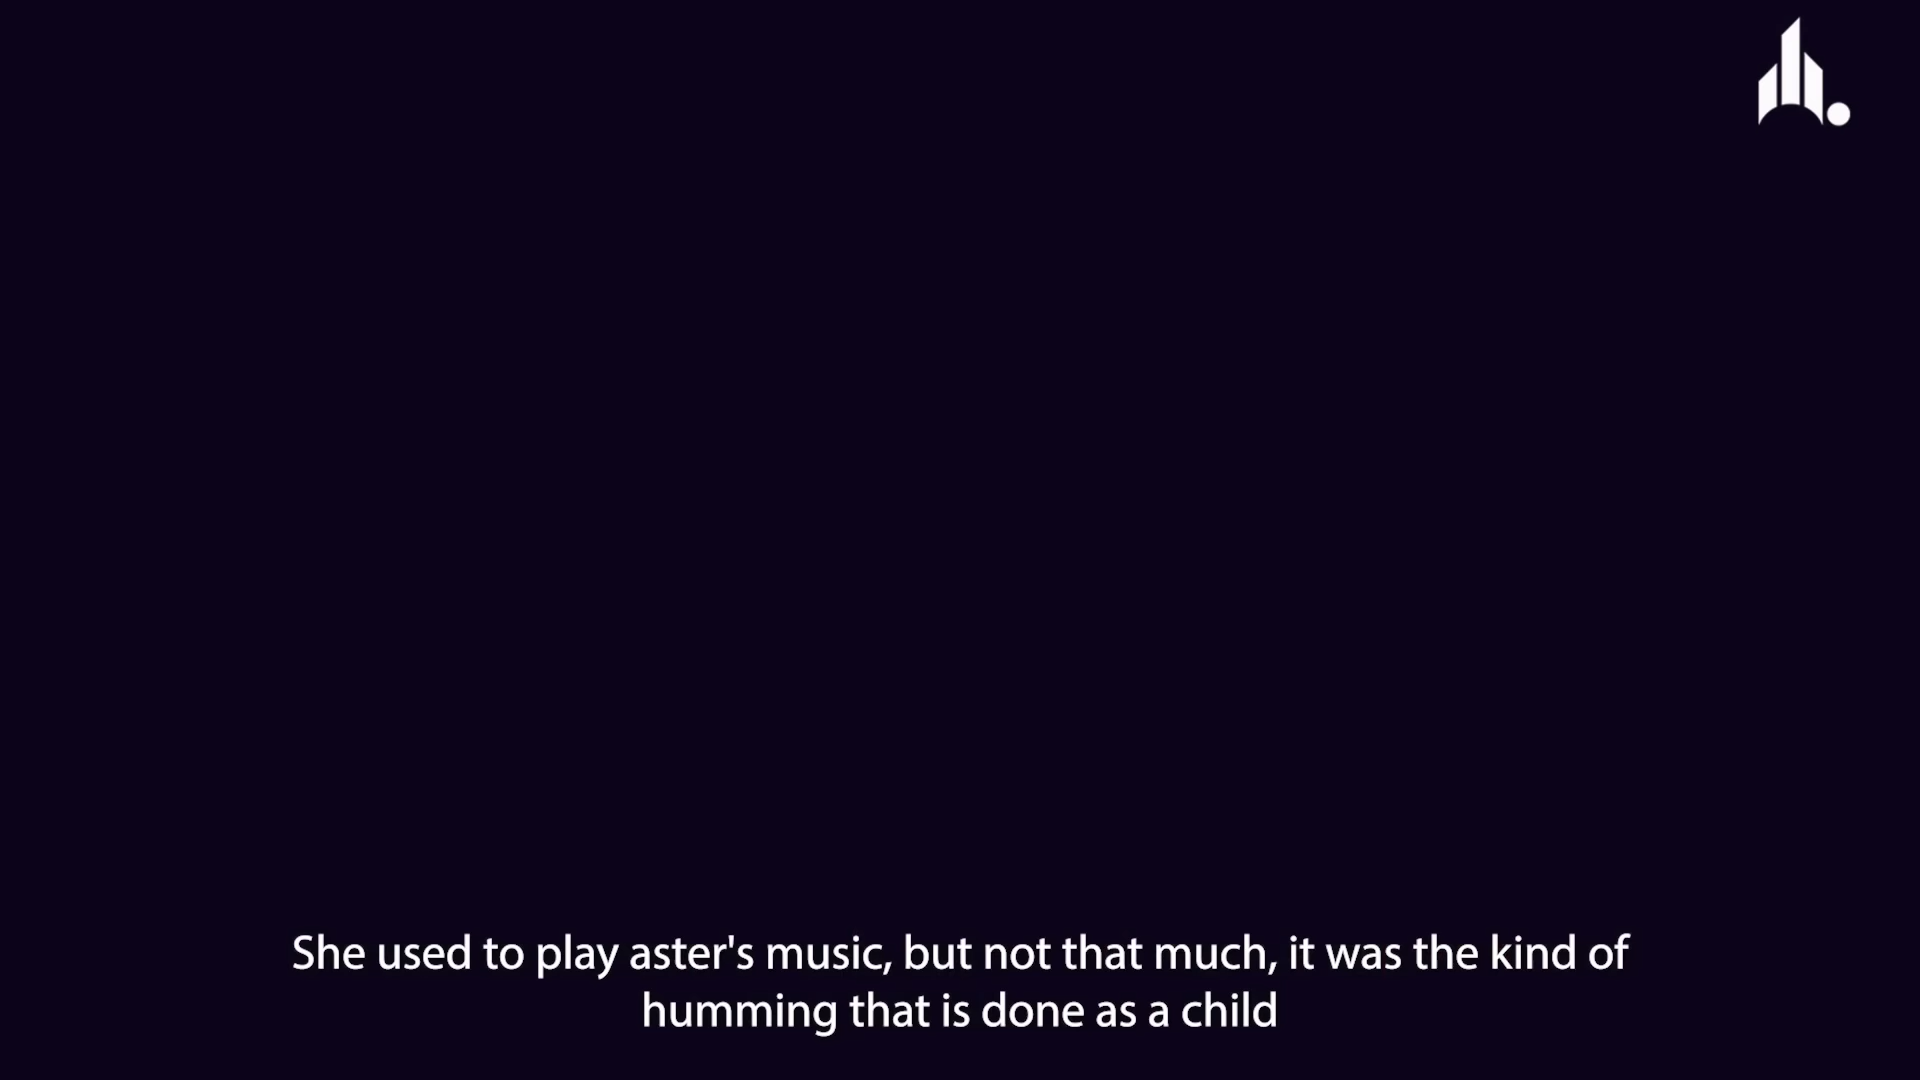 She used to play aster's music, but not that much, it was the kind of
humming that is done as a child